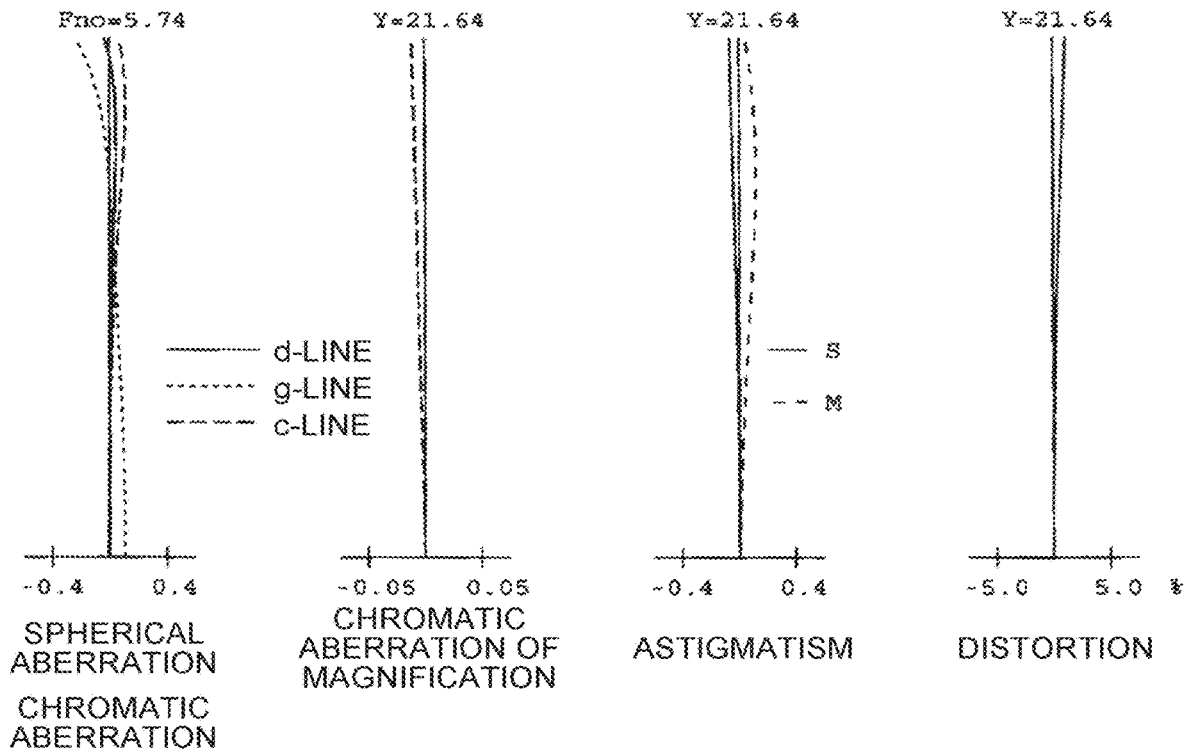 Fno=5.74
Y=21.64
Y=21.64
Y=21.64
d-LINE
g-LINE
c-LINE
S
M
-0.4 0.4
-0.05 0.05
-0.4 0.4
-5.0 5.0 %
SPHERICAL
ABERRATION
CHROMATIC
ABERRATION
CHROMATIC
ABERRATION OF
MAGNIFICATION
ASTIGMATISM
DISTORTION